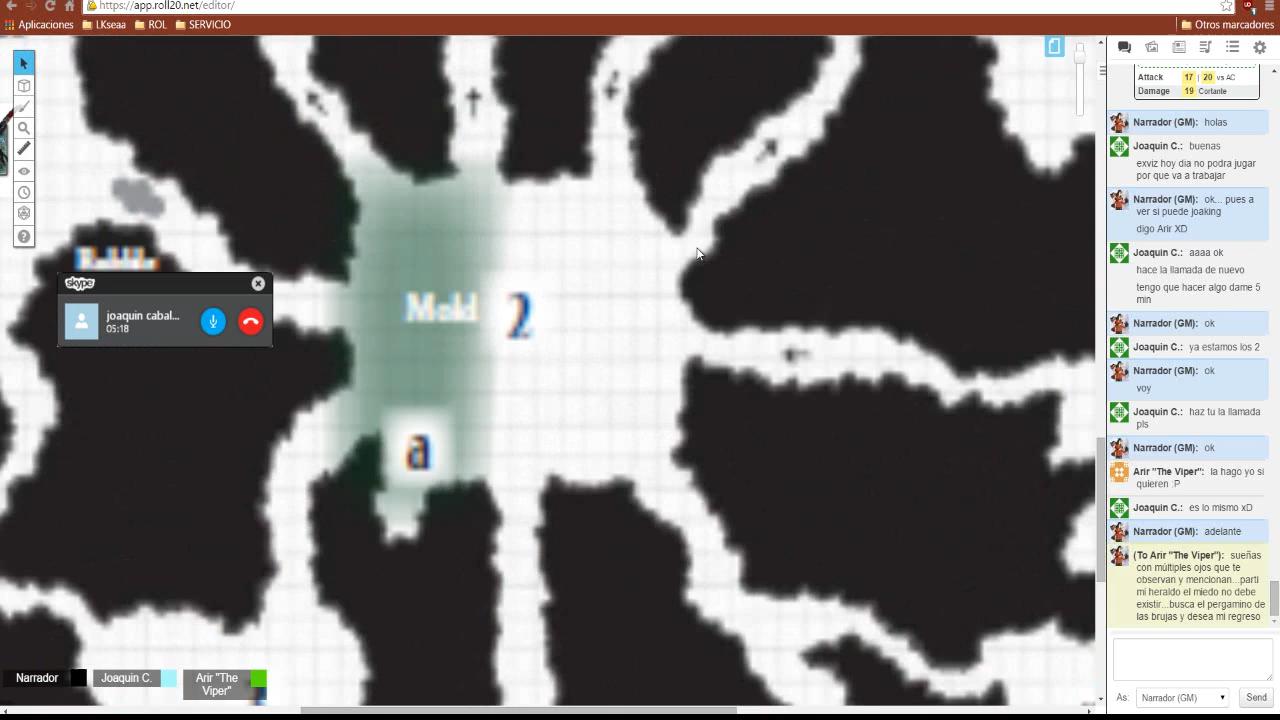 https://app.roll20.net/editor/
Aplicaciones LKseaa ROL SERVICIO Otros marcadores
skype
joaquin cabal...
05:18
Mold 2
a
Narrador Joaquin C. Arir "The
Viper"
Attack 17 | 20 vs AC
Damage 19 Cortante
Narrador (GM): holas
Joaquin C.: buenas
exviz hoy dia no podra jugar
por que va a trabajar
Narrador (GM): ok... pues a
ver si puede joaking
digo Arir XD
Joaquin C.: aaaa ok
hace la llamada de nuevo
tengo que hacer algo dame 5
min
Narrador (GM): ok
Joaquin C.: ya estamos los 2
Narrador (GM): ok
voy
Joaquin C.: haz tu la llamada
pls
Narrador (GM): ok
Arir "The Viper": la hago yo si
quieren :P
Joaquin C.: es lo mismo xD
Narrador (GM): adelante
(To Arir "The Viper"): sueñas
con múltiples ojos que te
observan y mencionan...parti
mi heraldo el miedo no debe
existir...busca el pergamino de
las brujas y desea mi regreso
As: Narrador (GM) Send